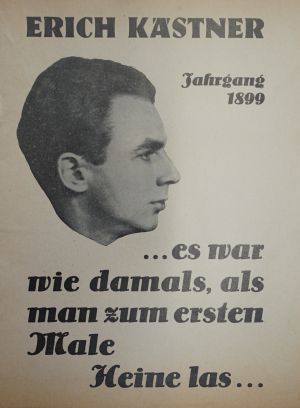 ERICH KÄSTNER
Jahrgang
1899
...es war
wie damals, als
man zum ersten
Male
Heine las...